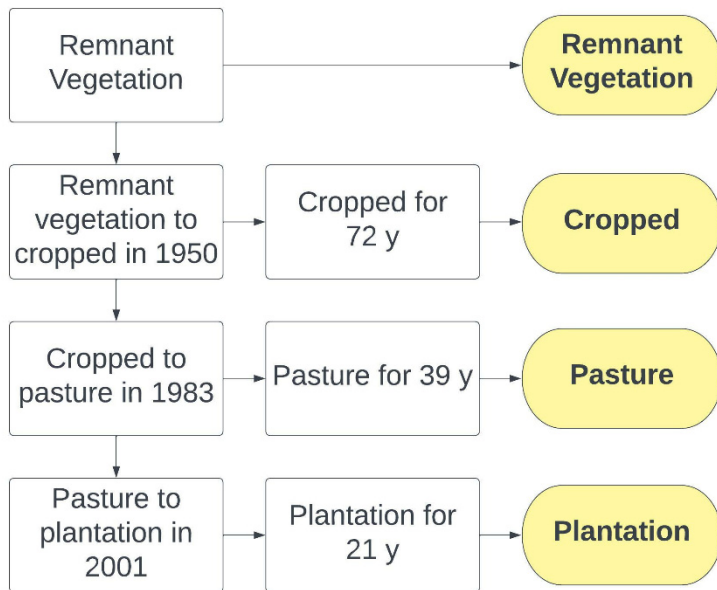 Remnant
Vegetation
Remnant
Vegetation
Remnant
vegetation to
cropped in 1950
Cropped for
72 y
Cropped
Cropped to
pasture in 1983
Pasture for 39 y
Pasture
Pasture to
plantation in
2001
Plantation for
21 y
Plantation